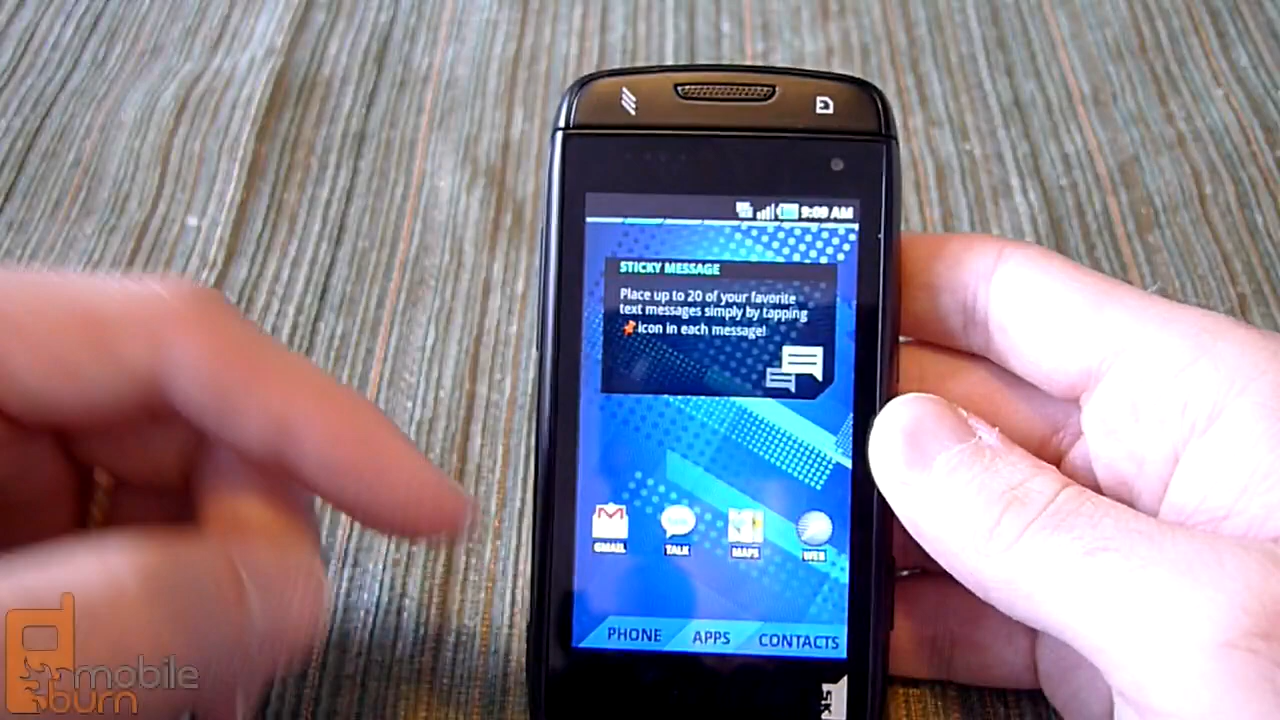 9:09 AM
STICKY MESSAGE
Place up to 20 of your favorite
text messages simply by tapping
icon in each message!
GMAIL
TALK
MAPS
WEB
PHONE
APPS
CONTACTS
SK
mobile
burn